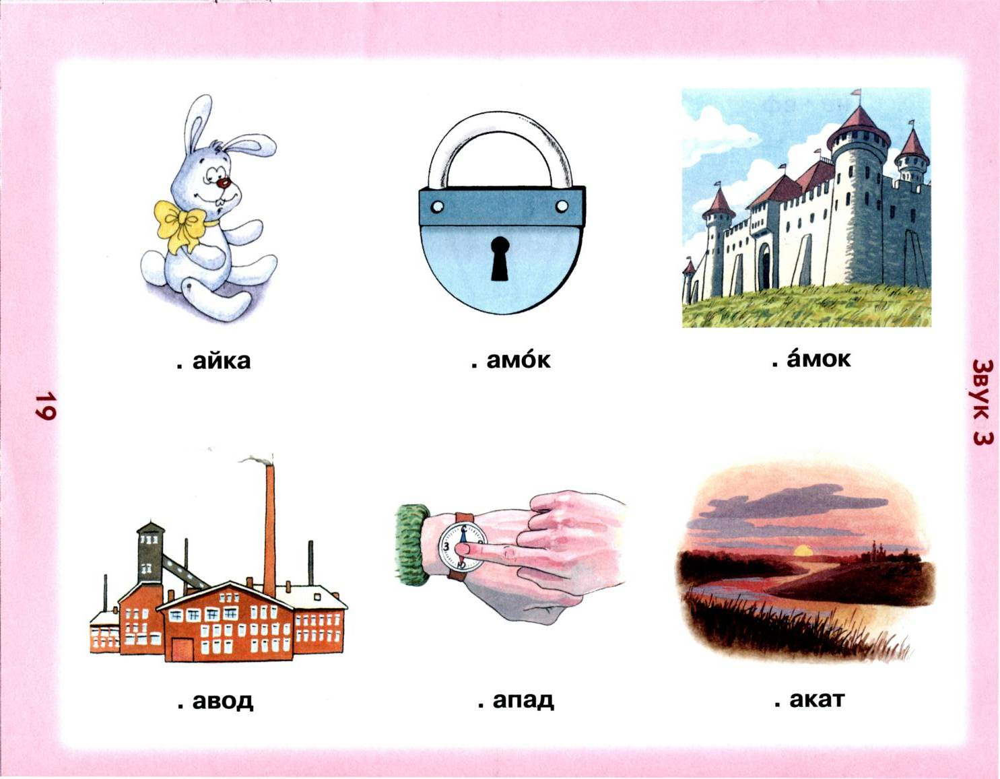 . айка
. амо́к
. а́мок
Звук З
19
. авод
. апад
. акат
З
С
В
Ю